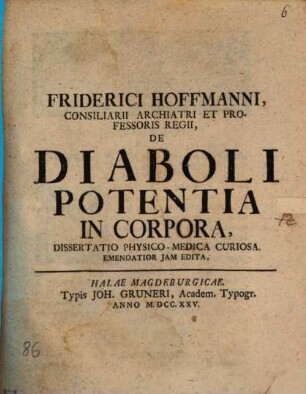 6
FRIDERICI HOFFMANNI,
CONSILIARII ARCHIATRI ET PRO-
FESSORIS REGII,
DE
DIABOLI
POTENTIA
IN CORPORA,
DISSERTATIO PHYSICO-MEDICA CURIOSA.
EMENDATIOR JAM EDITA,
HALAE MAGDEBURGICAE,
Typis JOH. GRUNERI, Academ. Typogr.
ANNO M.DCC.XXV.
86